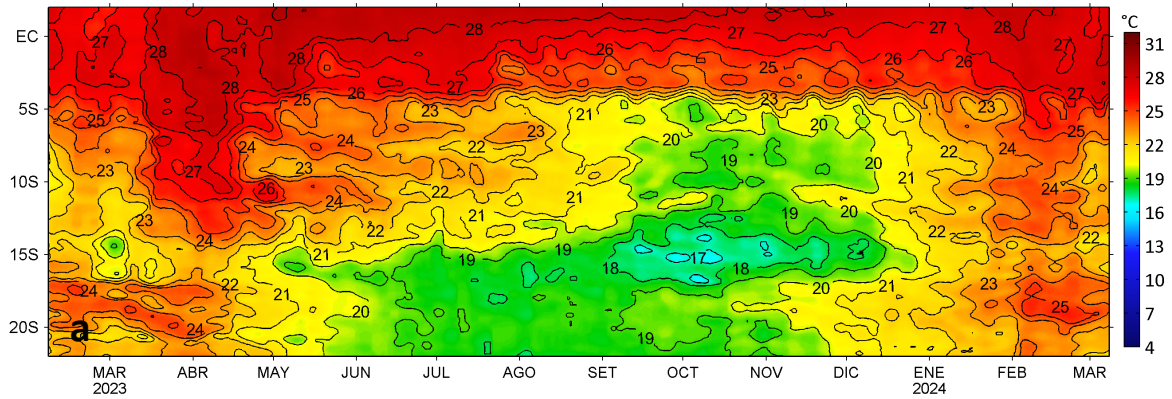 °C
EC
5S
10S
15S
20S
31
28
25
22
19
16
13
10
7
4
27 28 28 28 28 27 26 28 27
27
26 25 26 26
28 25 26 27 23 27
25 24 23 21 20 20 23 25
24 23 22 19 20 22 24
23 27 23 22 19 21 24
26 24 22 21
23 22 21 19 20 22
24 21 19 22
21 19 18 17 18
24 22 21 20 20 21 23 25
24 19
a
MAR ABR MAY JUN JUL AGO SET OCT NOV DIC ENE FEB MAR
2023 2024